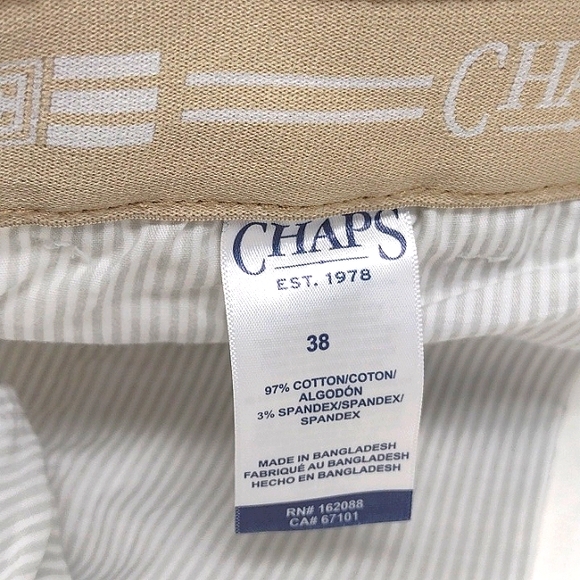 CHAPS
EST. 1978
38
97% COTTON/COTON/
ALGODÓN
3% SPANDEX/SPANDEX/
SPANDEX
MADE IN BANGLADESH
FABRIQUÉ AU BANGLADESH
HECHO EN BANGLADESH
RN# 162088
CA# 67101